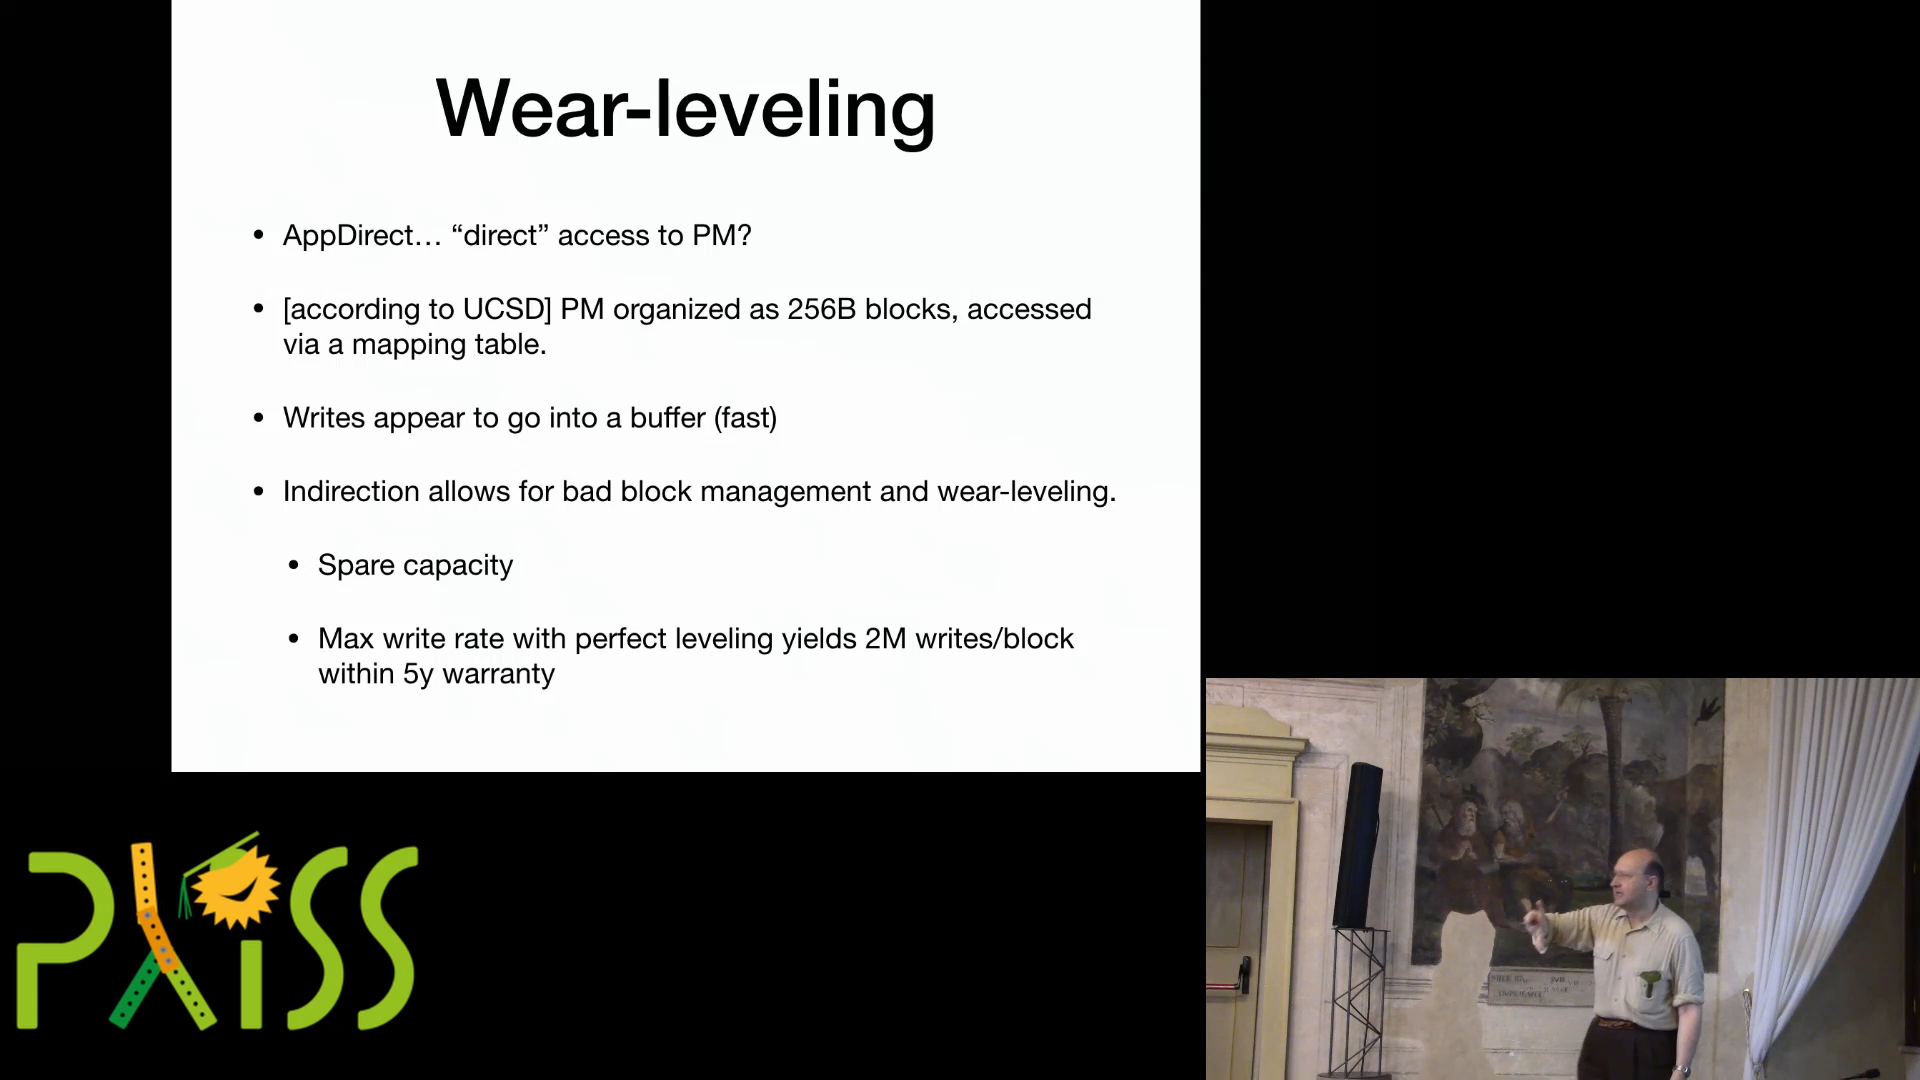 Wear-leveling
• AppDirect… “direct” access to PM?
• [according to UCSD] PM organized as 256B blocks, accessed
via a mapping table.
• Writes appear to go into a buffer (fast)
• Indirection allows for bad block management and wear-leveling.
• Spare capacity
• Max write rate with perfect leveling yields 2M writes/block
within 5y warranty
PLISS